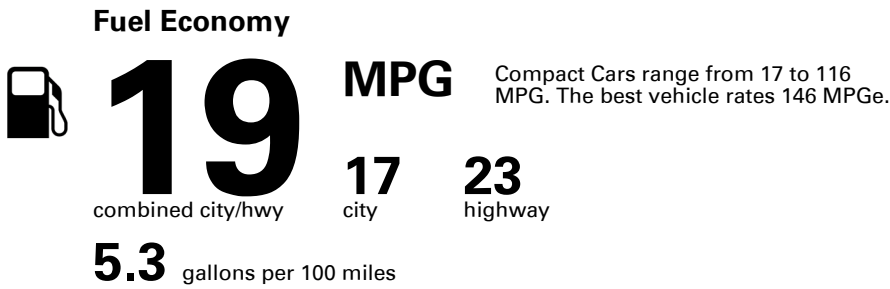 Fuel Economy
19
MPG
Compact Cars range from 17 to 116
MPG. The best vehicle rates 146 MPGe.
combined city/hwy
17
city
23
highway
5.3 gallons per 100 miles